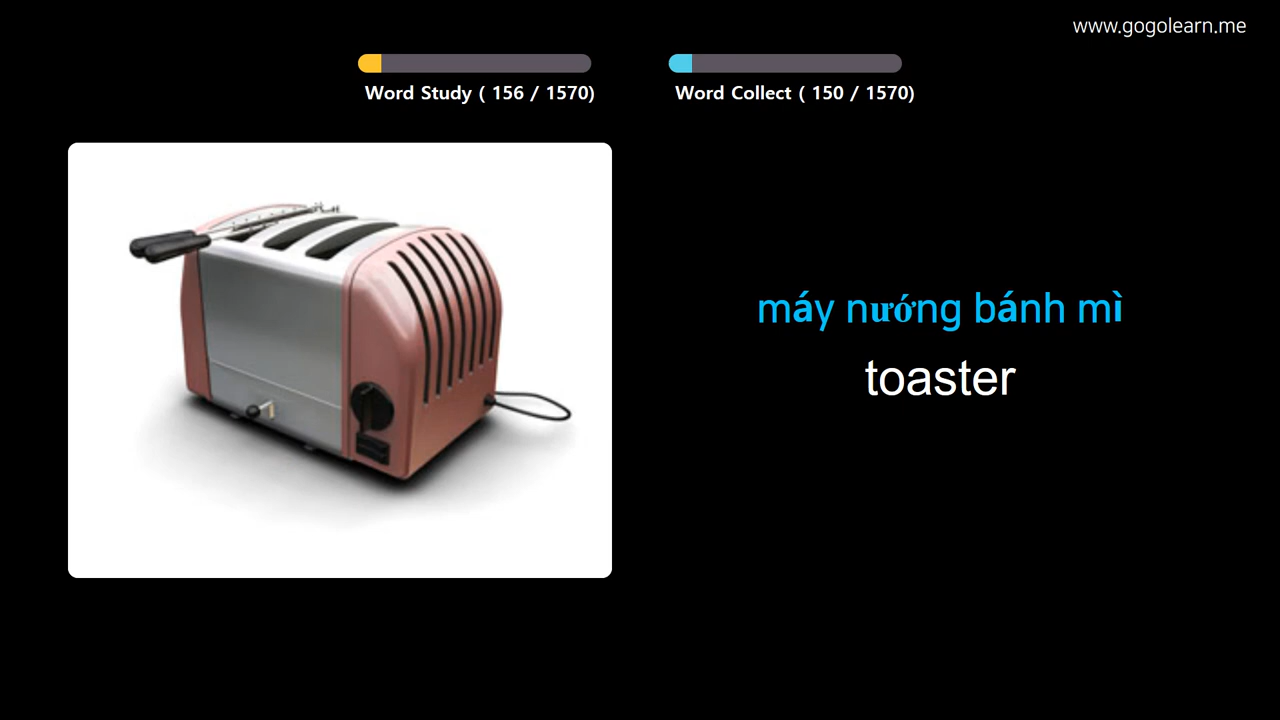 www.gogolearn.me
Word Study ( 156 / 1570)
Word Collect ( 150 / 1570)
máy nướng bánh mì
toaster